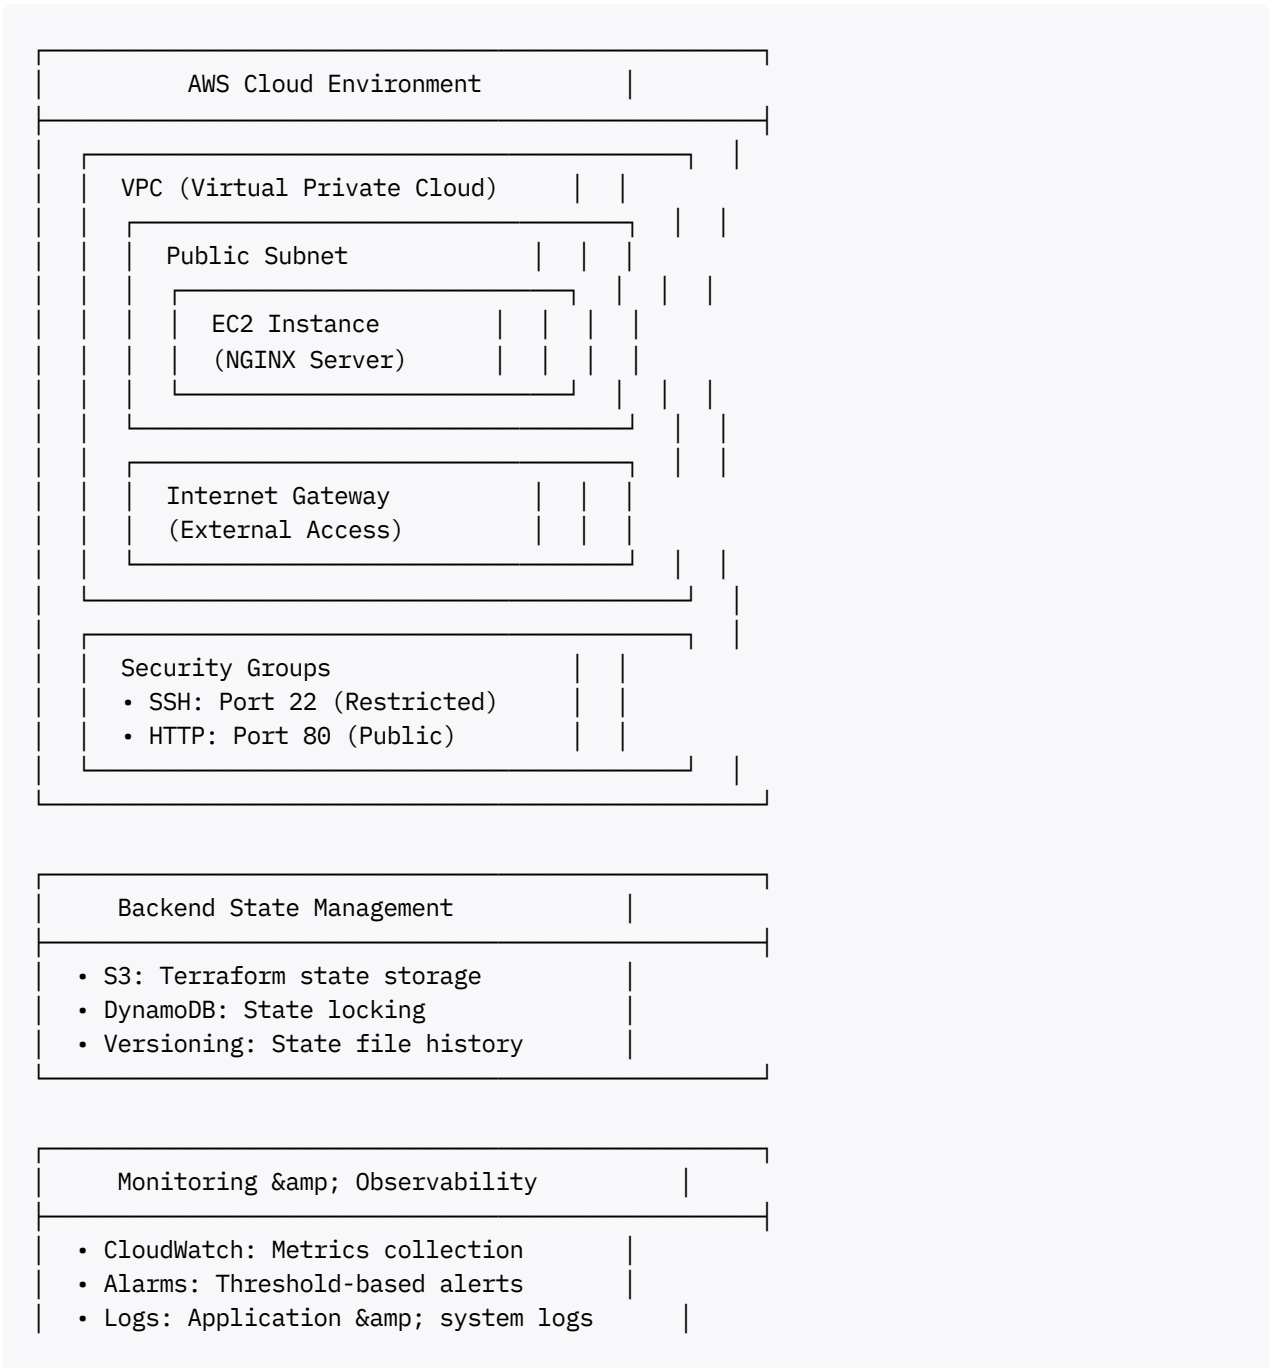 AWS Cloud Environment
VPC (Virtual Private Cloud)
Public Subnet
EC2 Instance
(NGINX Server)
Internet Gateway
(External Access)
Security Groups
• SSH: Port 22 (Restricted)
• HTTP: Port 80 (Public)
Backend State Management
• S3: Terraform state storage
• DynamoDB: State locking
• Versioning: State file history
Monitoring &amp; Observability
• CloudWatch: Metrics collection
• Alarms: Threshold-based alerts
• Logs: Application &amp; system logs